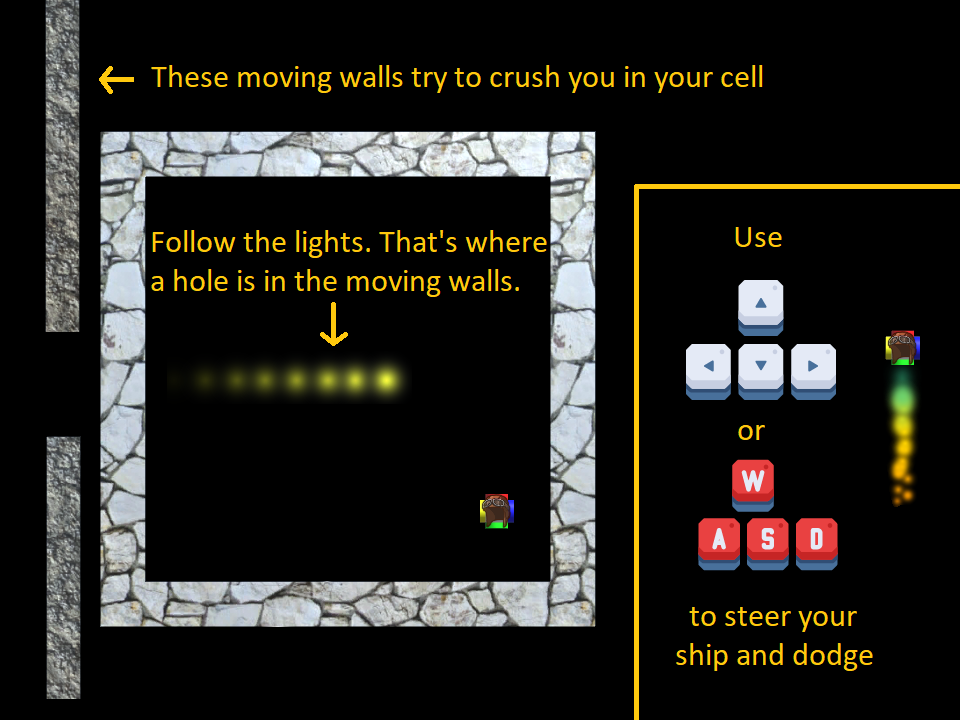 These moving walls try to crush you in your cell
Follow the lights. That's where
a hole is in the moving walls.
Use
or
W
A S D
to steer your
ship and dodge